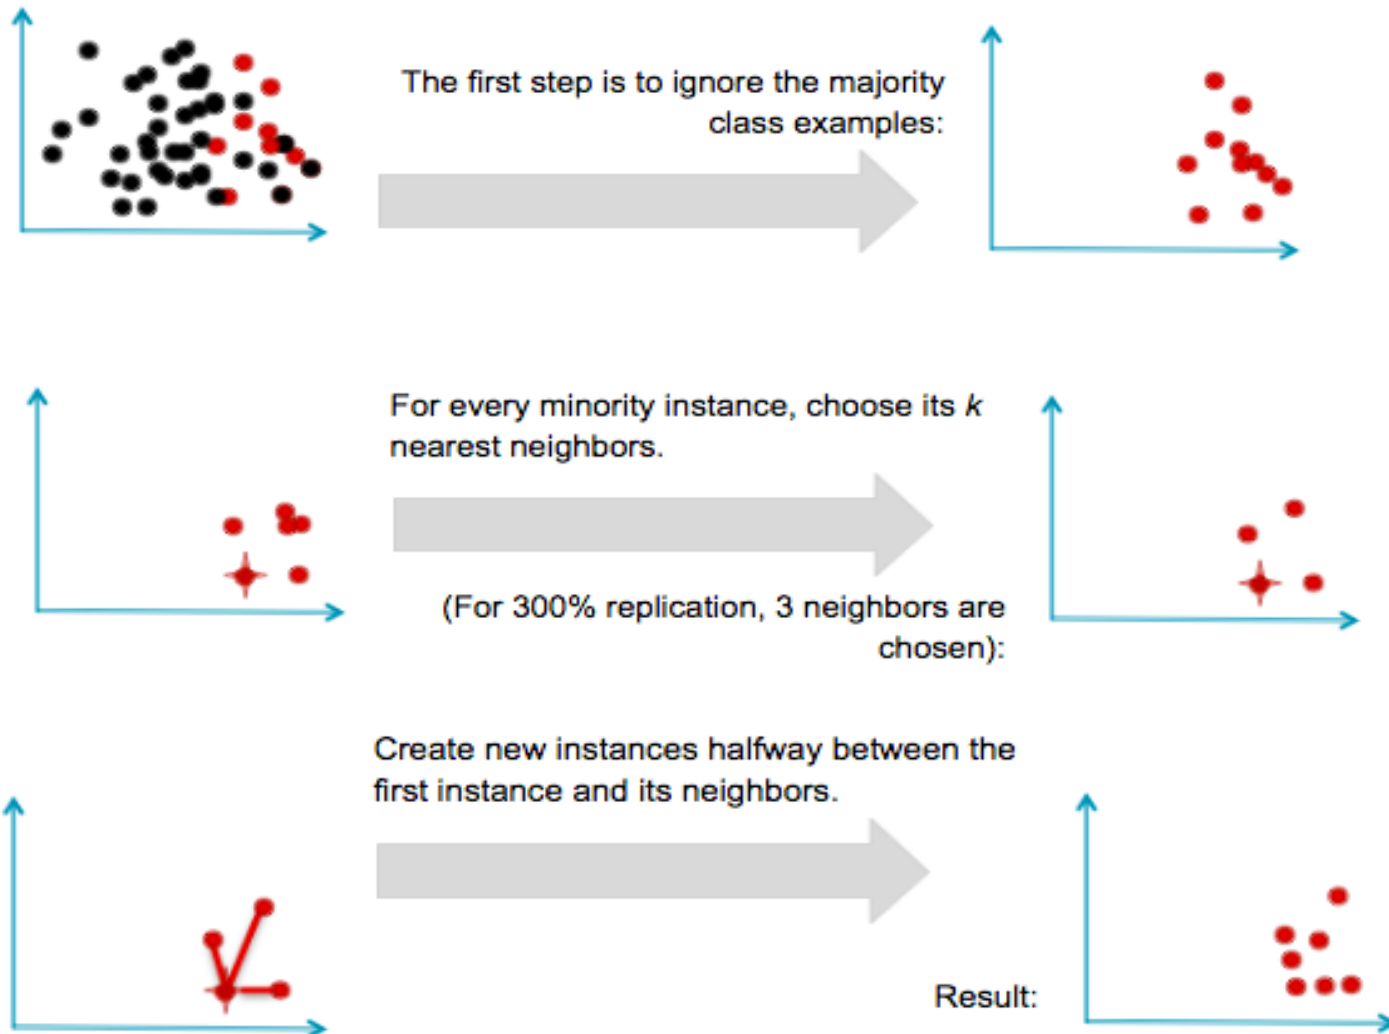 The first step is to ignore the majority
class examples:
For every minority instance, choose its k
nearest neighbors.
(For 300% replication, 3 neighbors are
chosen):
Create new instances halfway between the
first instance and its neighbors.
Result: